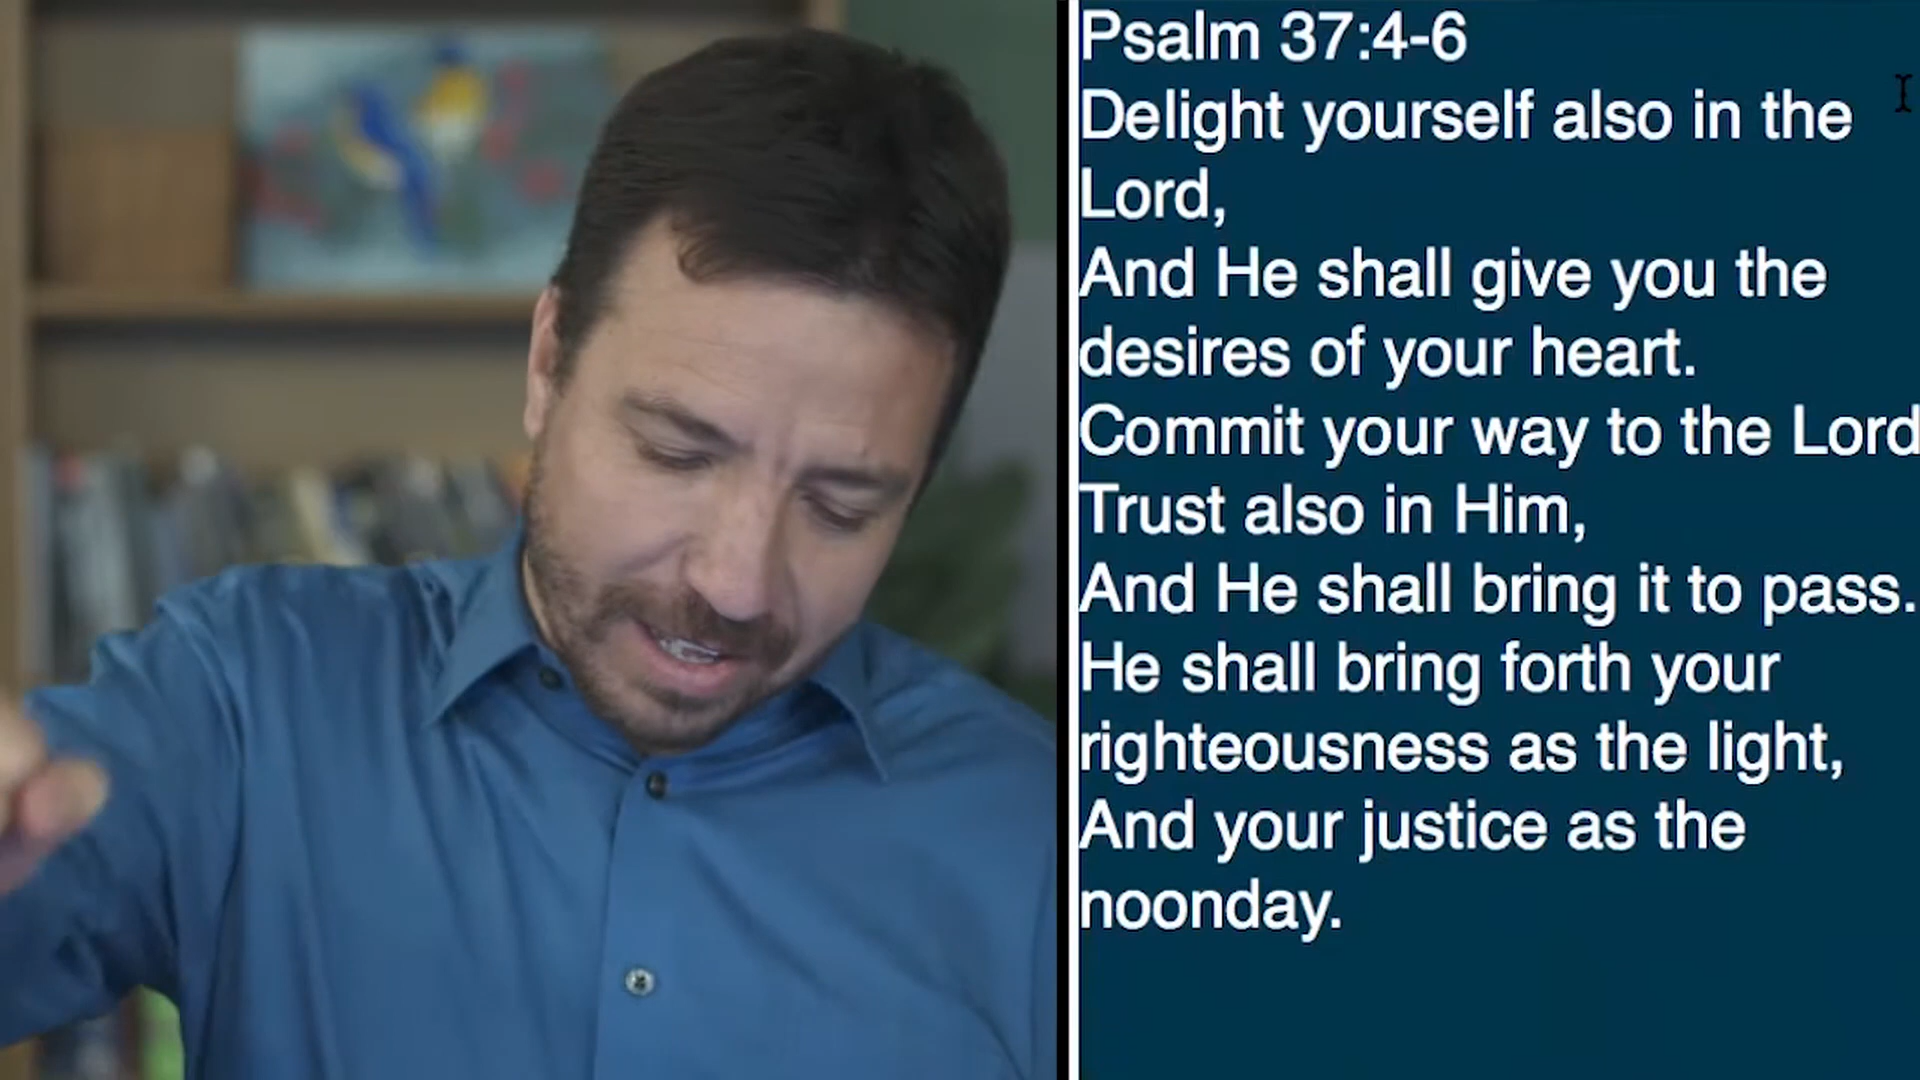 Psalm 37:4-6
Delight yourself also in the
Lord,
And He shall give you the
desires of your heart.
Commit your way to the Lord
Trust also in Him,
And He shall bring it to pass.
He shall bring forth your
righteousness as the light,
And your justice as the
noonday.